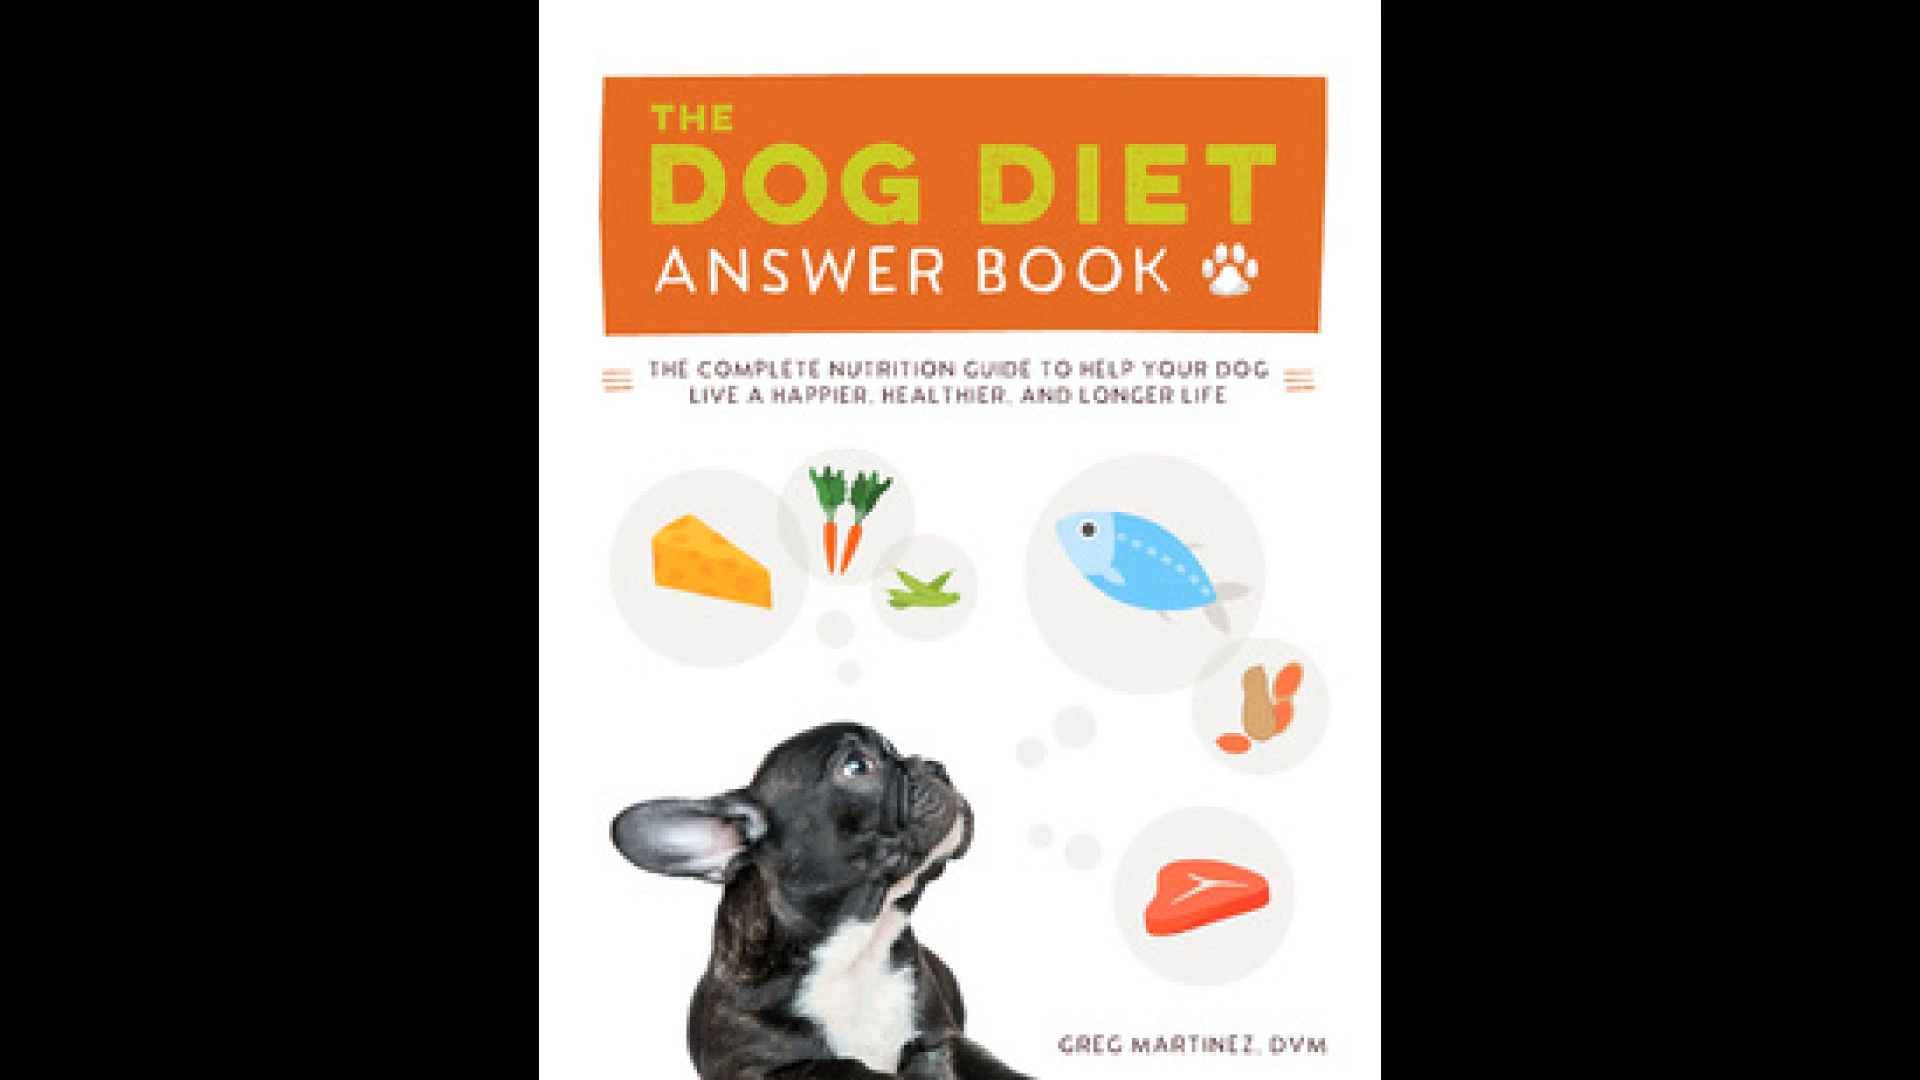 THE
DOG DIET
ANSWER BOOK
THE COMPLETE NUTRITION GUIDE TO HELP YOUR DOG
LIVE A HAPPIER, HEALTHIER, AND LONGER LIFE
GREG MARTINEZ, DVM